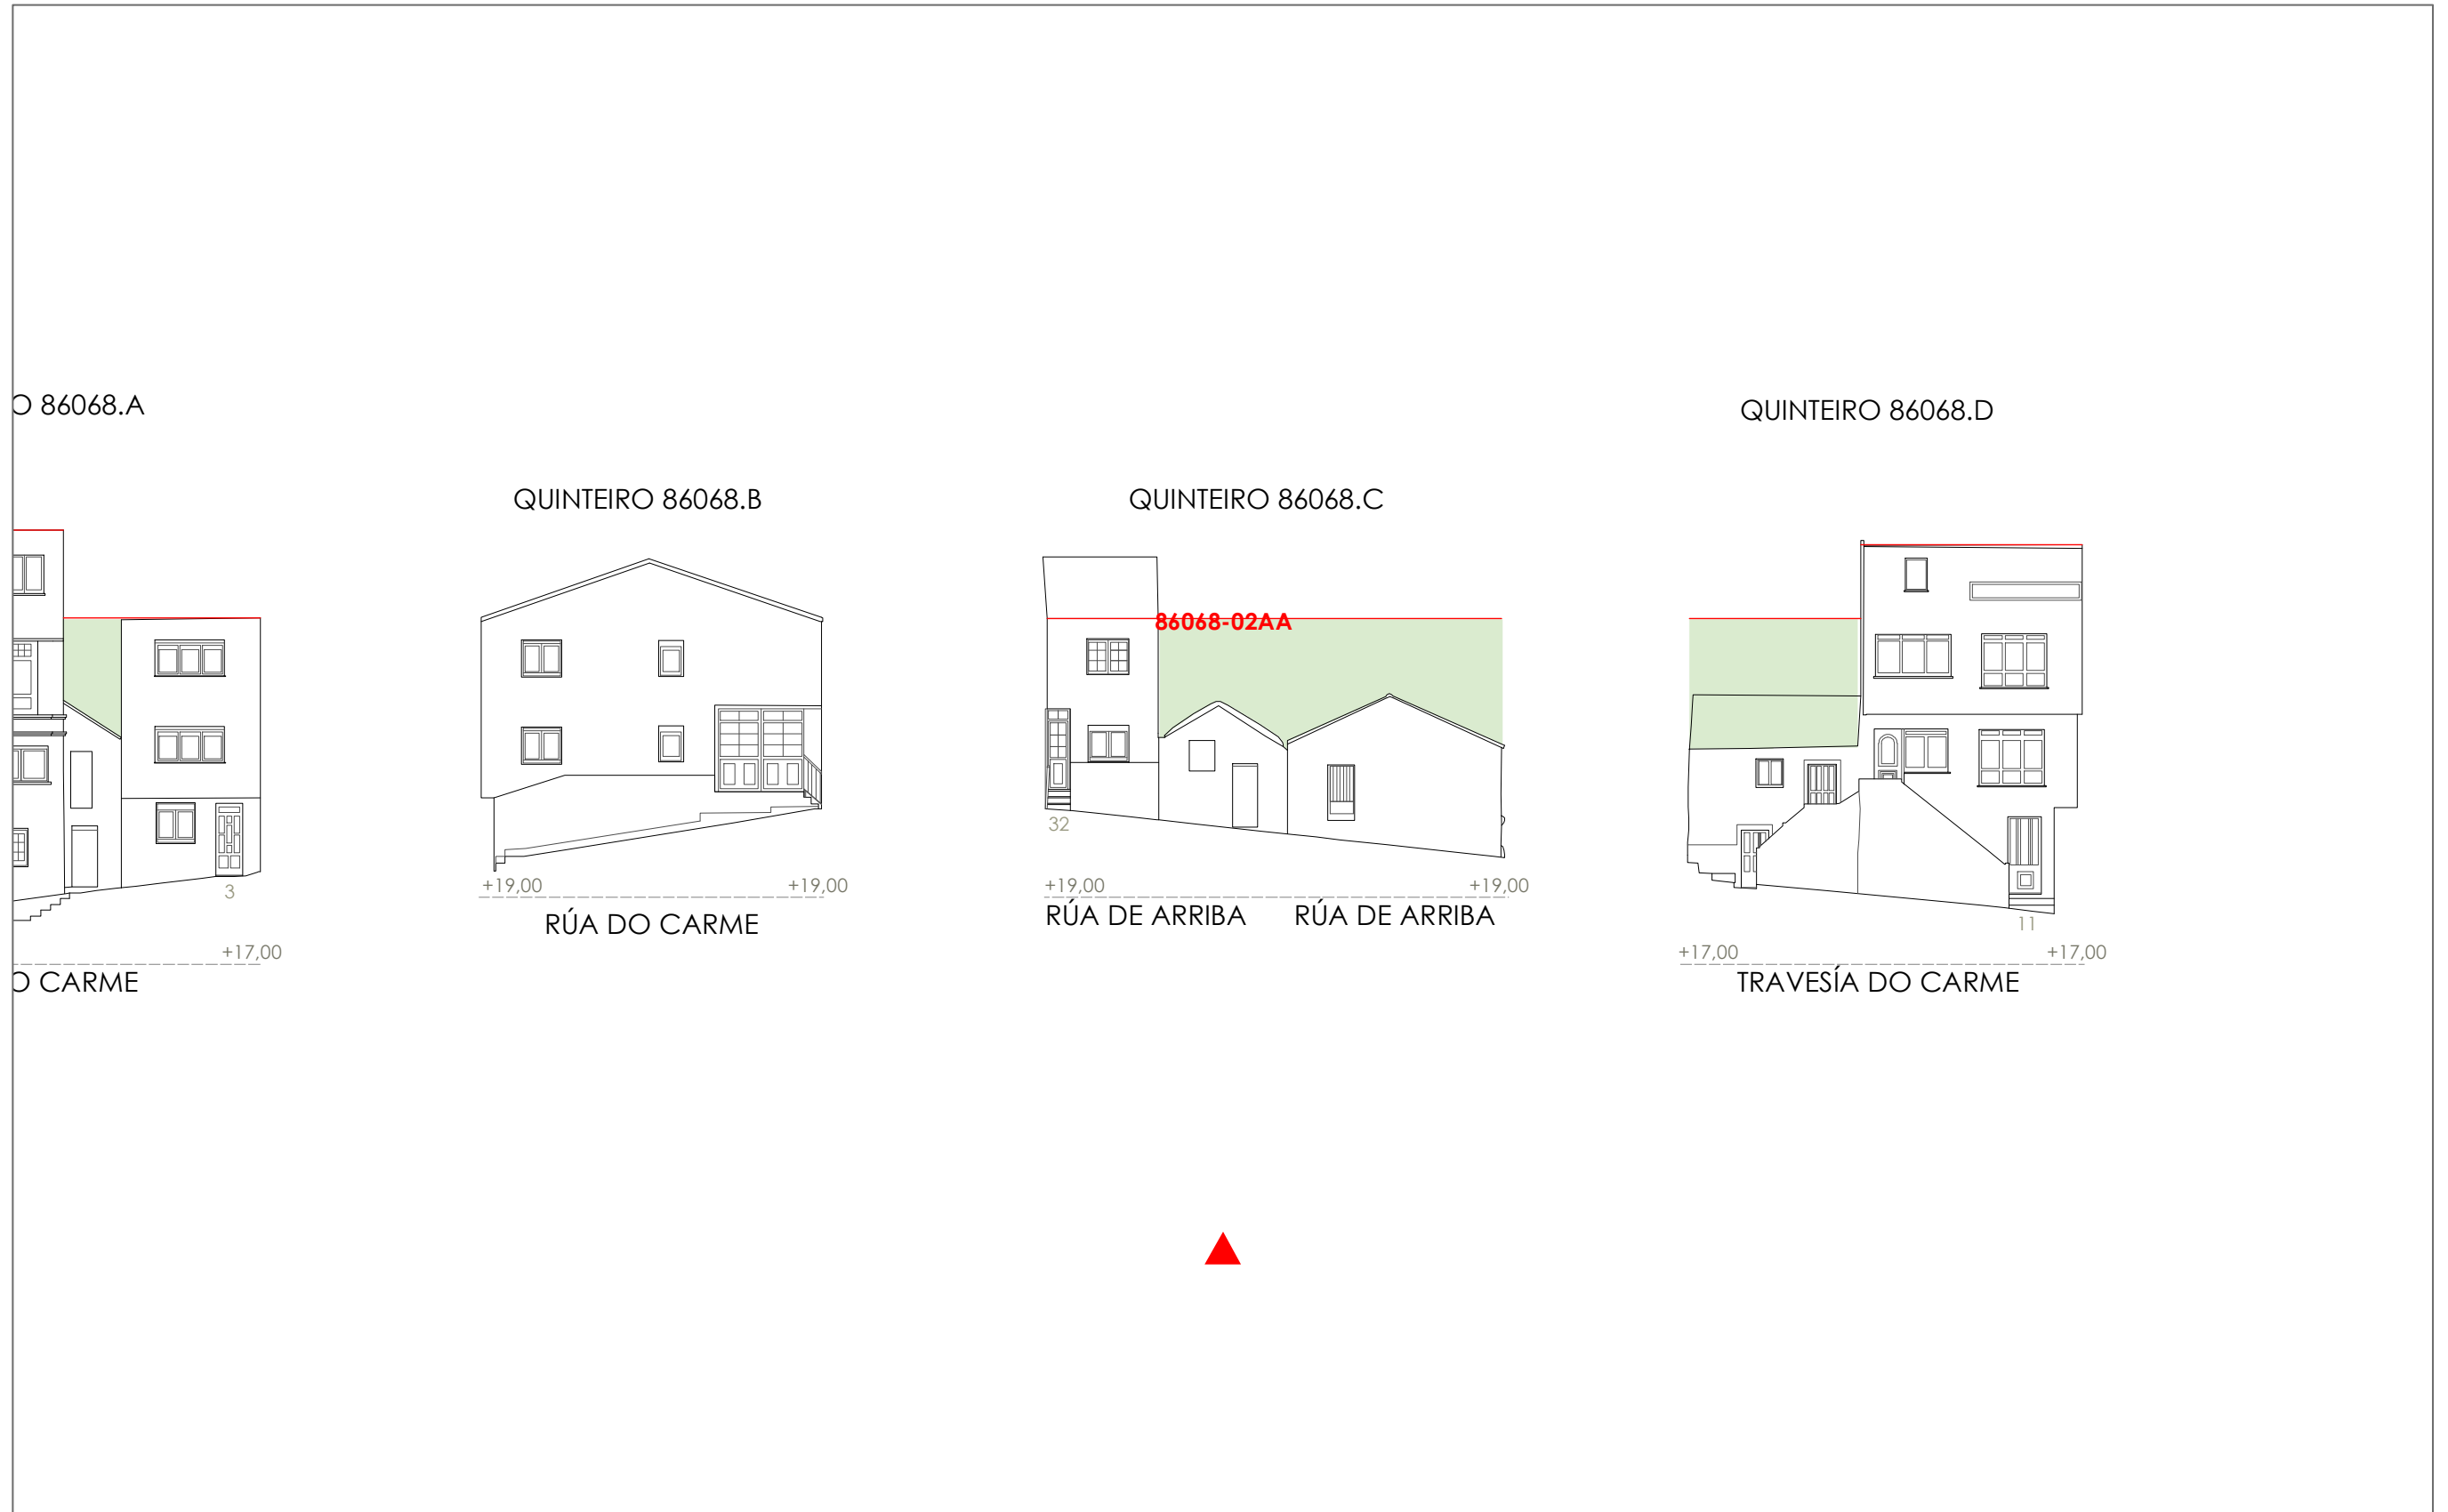 O 86068.A
3
+17,00
O CARME
QUINTEIRO 86068.B
+19,00 +19,00
RÚA DO CARME
QUINTEIRO 86068.C
86068-02AA
32
+19,00 +19,00
RÚA DE ARRIBA RÚA DE ARRIBA
QUINTEIRO 86068.D
11
+17,00 +17,00
TRAVESÍA DO CARME